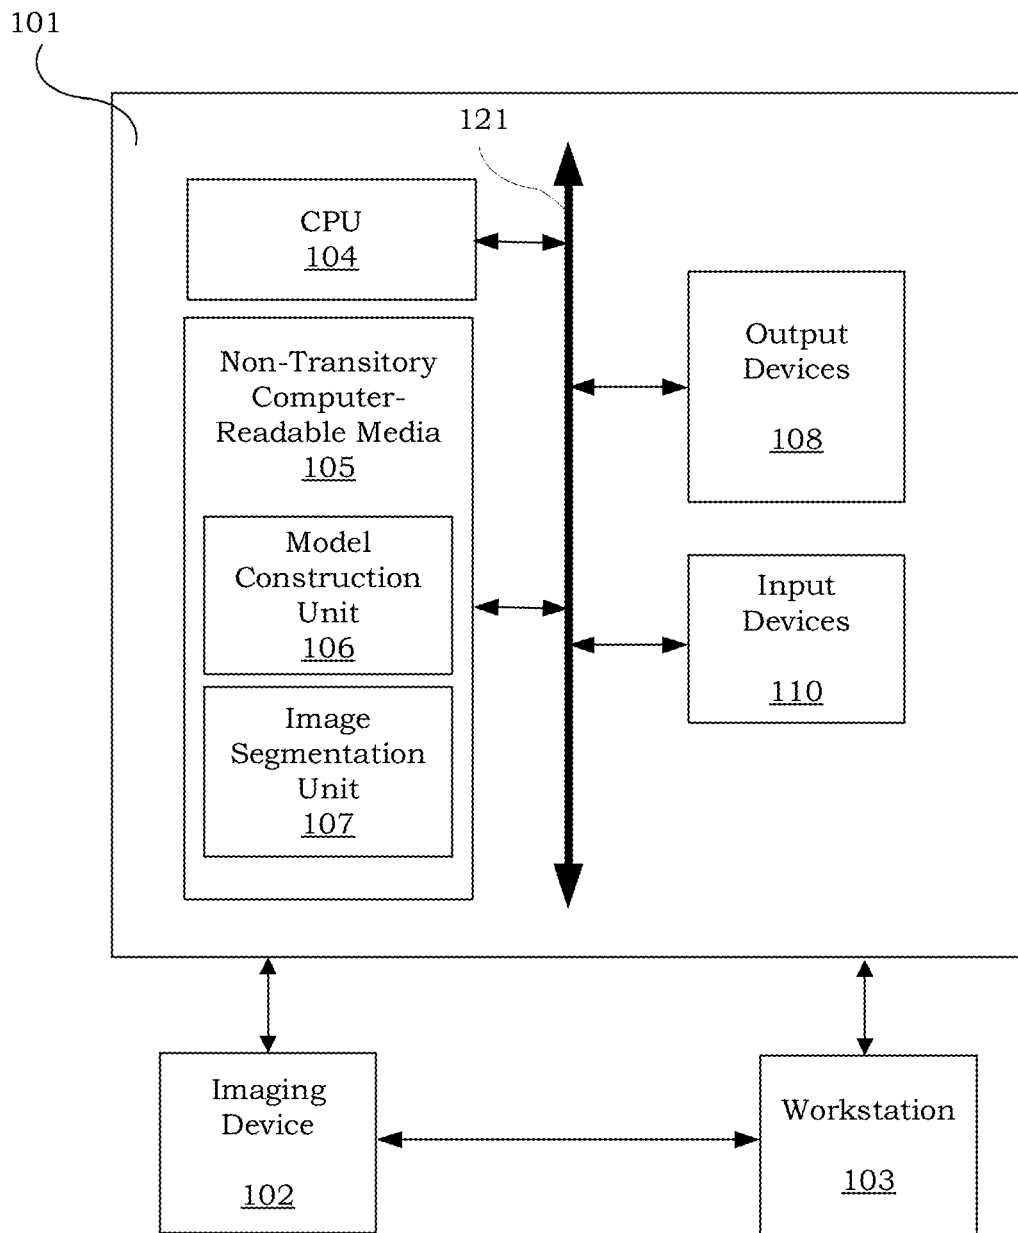 101
121
CPU
104
Non-Transitory
Computer-
Readable Media
105
Model
Construction
Unit
106
Image
Segmentation
Unit
107
Output
Devices
108
Input
Devices
110
Imaging
Device
102
Workstation
103